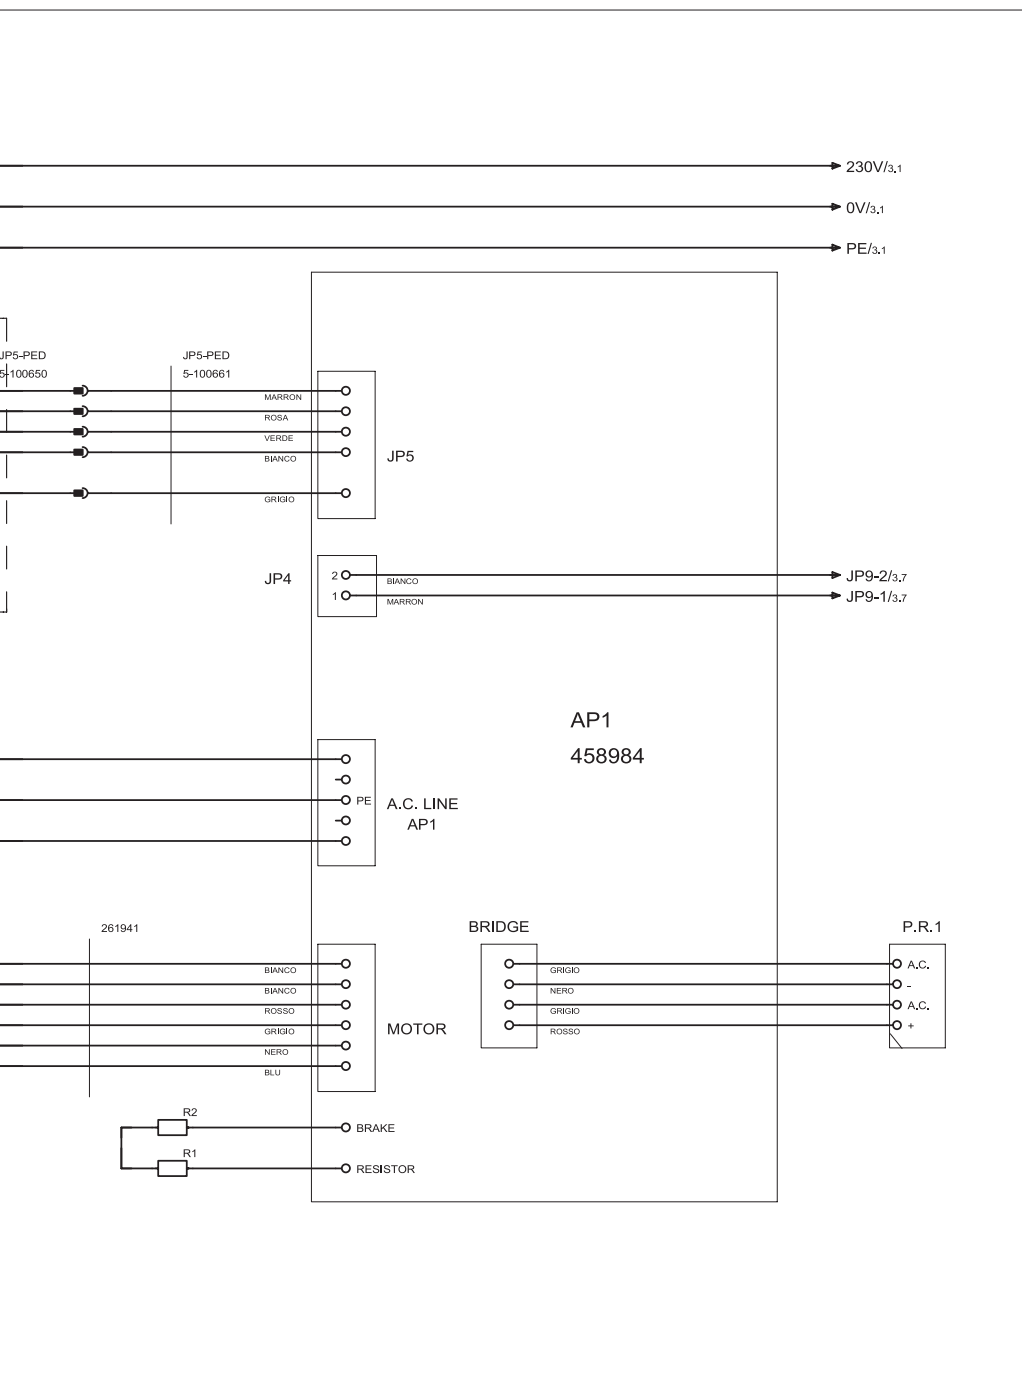 230V/3.1
0V/3.1
PE/3.1
JP5-PED
5-100650
JP5-PED
5-100661
MARRON
ROSA
VERDE
BIANCO
GRIGIO
JP5
JP4
2
1
BIANCO
MARRON
JP9-2/3.7
JP9-1/3.7
AP1
458984
PE
A.C. LINE
AP1
261941
BIANCO
BIANCO
ROSSO
GRIGIO
NERO
BLU
MOTOR
BRIDGE
GRIGIO
NERO
GRIGIO
ROSSO
P.R.1
A.C.
-
A.C.
+
R2
R1
BRAKE
RESISTOR